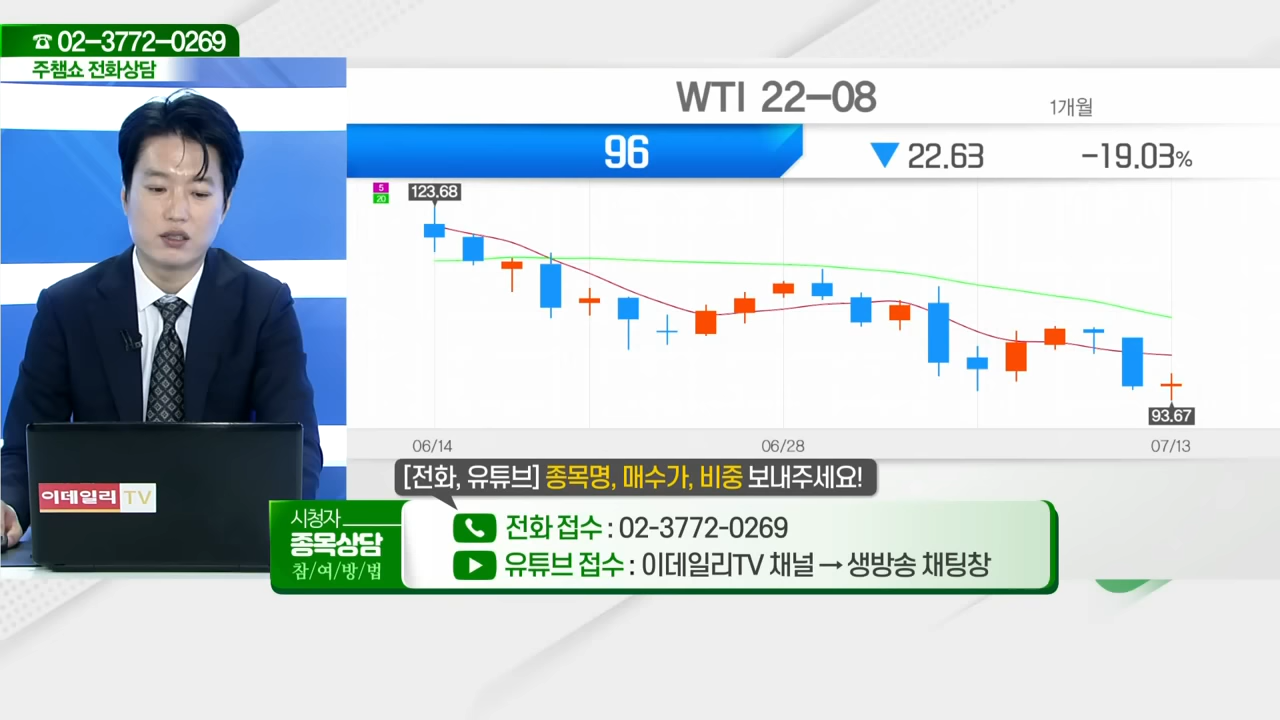 ☎ 02-3772-0269
주챔쇼 전화상담
WTI 22-08
1개월
96
▼ 22.63
-19.03%
5
20
123.68
93.67
06/14
06/28
07/13
이데일리 TV
[전화, 유튜브] 종목명, 매수가, 비중 보내주세요!
시청자
종목상담
참/여/방/법
전화 접수 : 02-3772-0269
유튜브 접수 : 이데일리TV 채널 → 생방송 채팅창